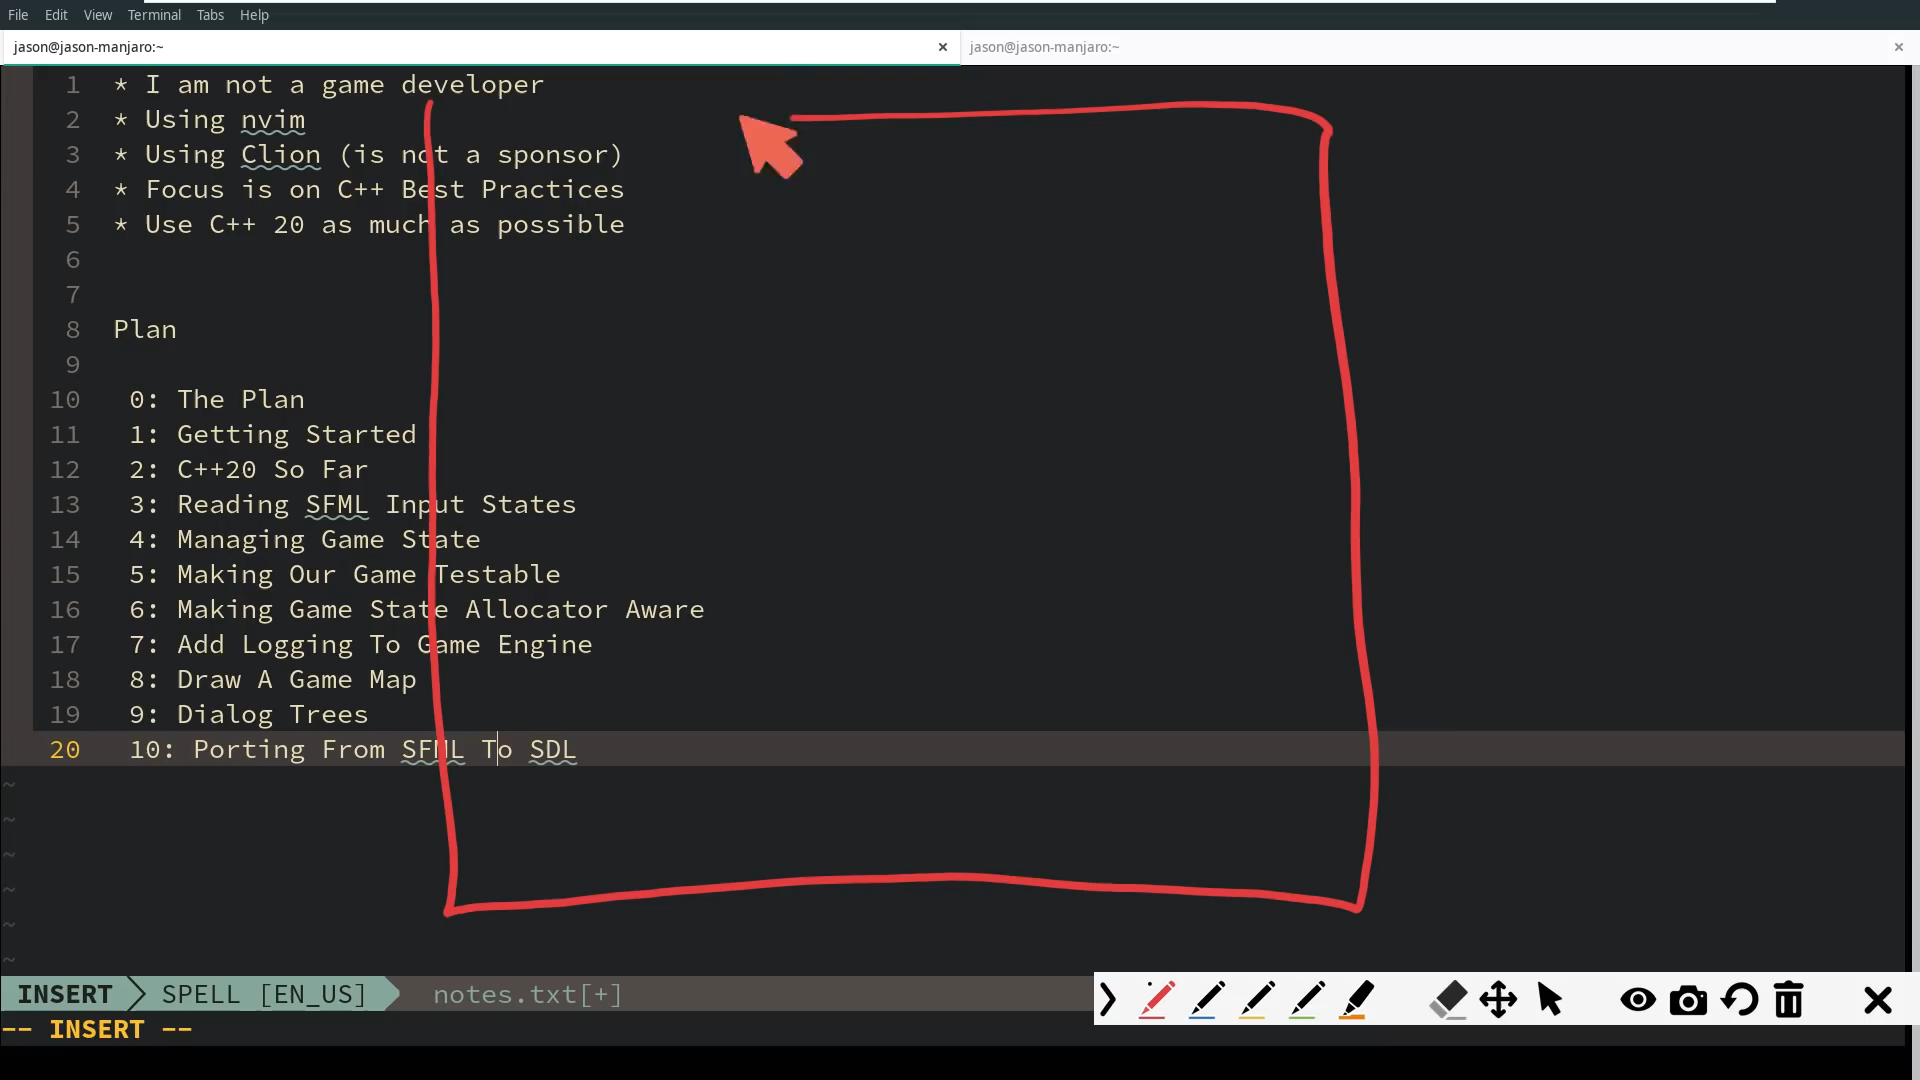 File Edit View Terminal Tabs Help
jason@jason-manjaro:~ jason@jason-manjaro:~
1 * I am not a game developer
2 * Using nvim
3 * Using Clion (is not a sponsor)
4 * Focus is on C++ Best Practices
5 * Use C++ 20 as much as possible
6
7
8 Plan
9
10 0: The Plan
11 1: Getting Started
12 2: C++20 So Far
13 3: Reading SFML Input States
14 4: Managing Game State
15 5: Making Our Game Testable
16 6: Making Game State Allocator Aware
17 7: Add Logging To Game Engine
18 8: Draw A Game Map
19 9: Dialog Trees
20 10: Porting From SFML To SDL
~
~
~
~
~
~
INSERT SPELL [EN_US] notes.txt[+]
-- INSERT --